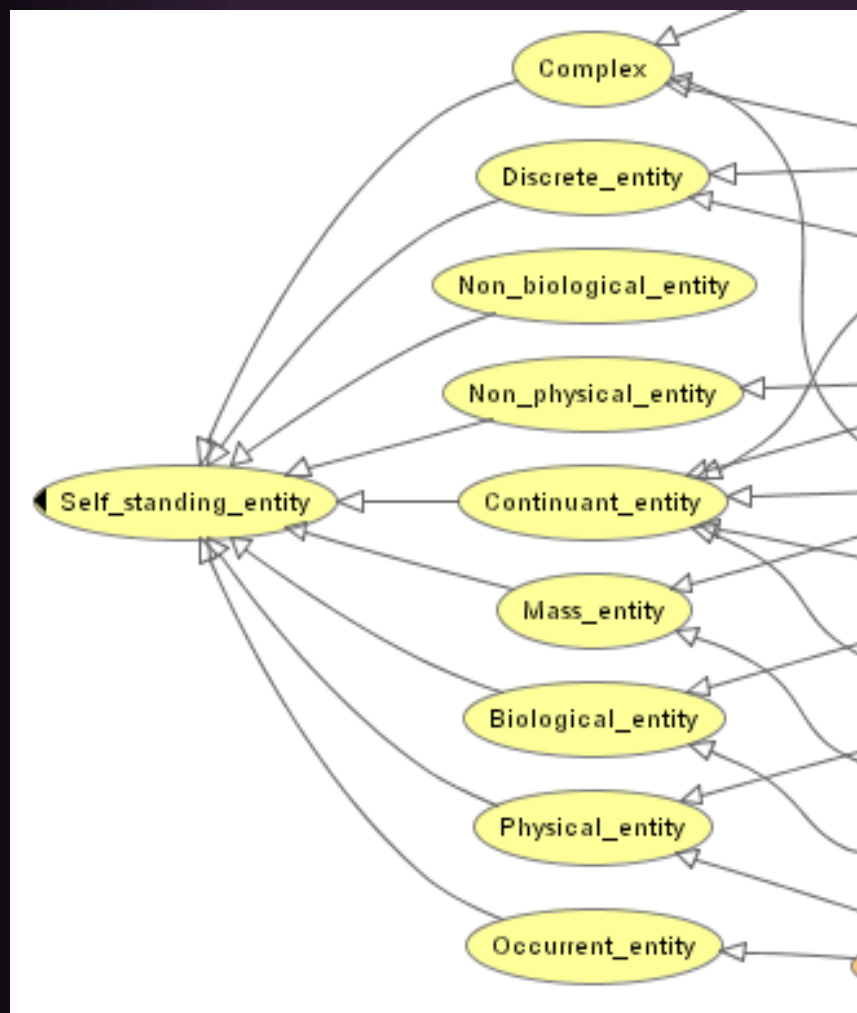 Complex
Discrete_entity
Non_biological_entity
Non_physical_entity
Self_standing_entity
Continuant_entity
Mass_entity
Biological_entity
Physical_entity
Occurrent_entity